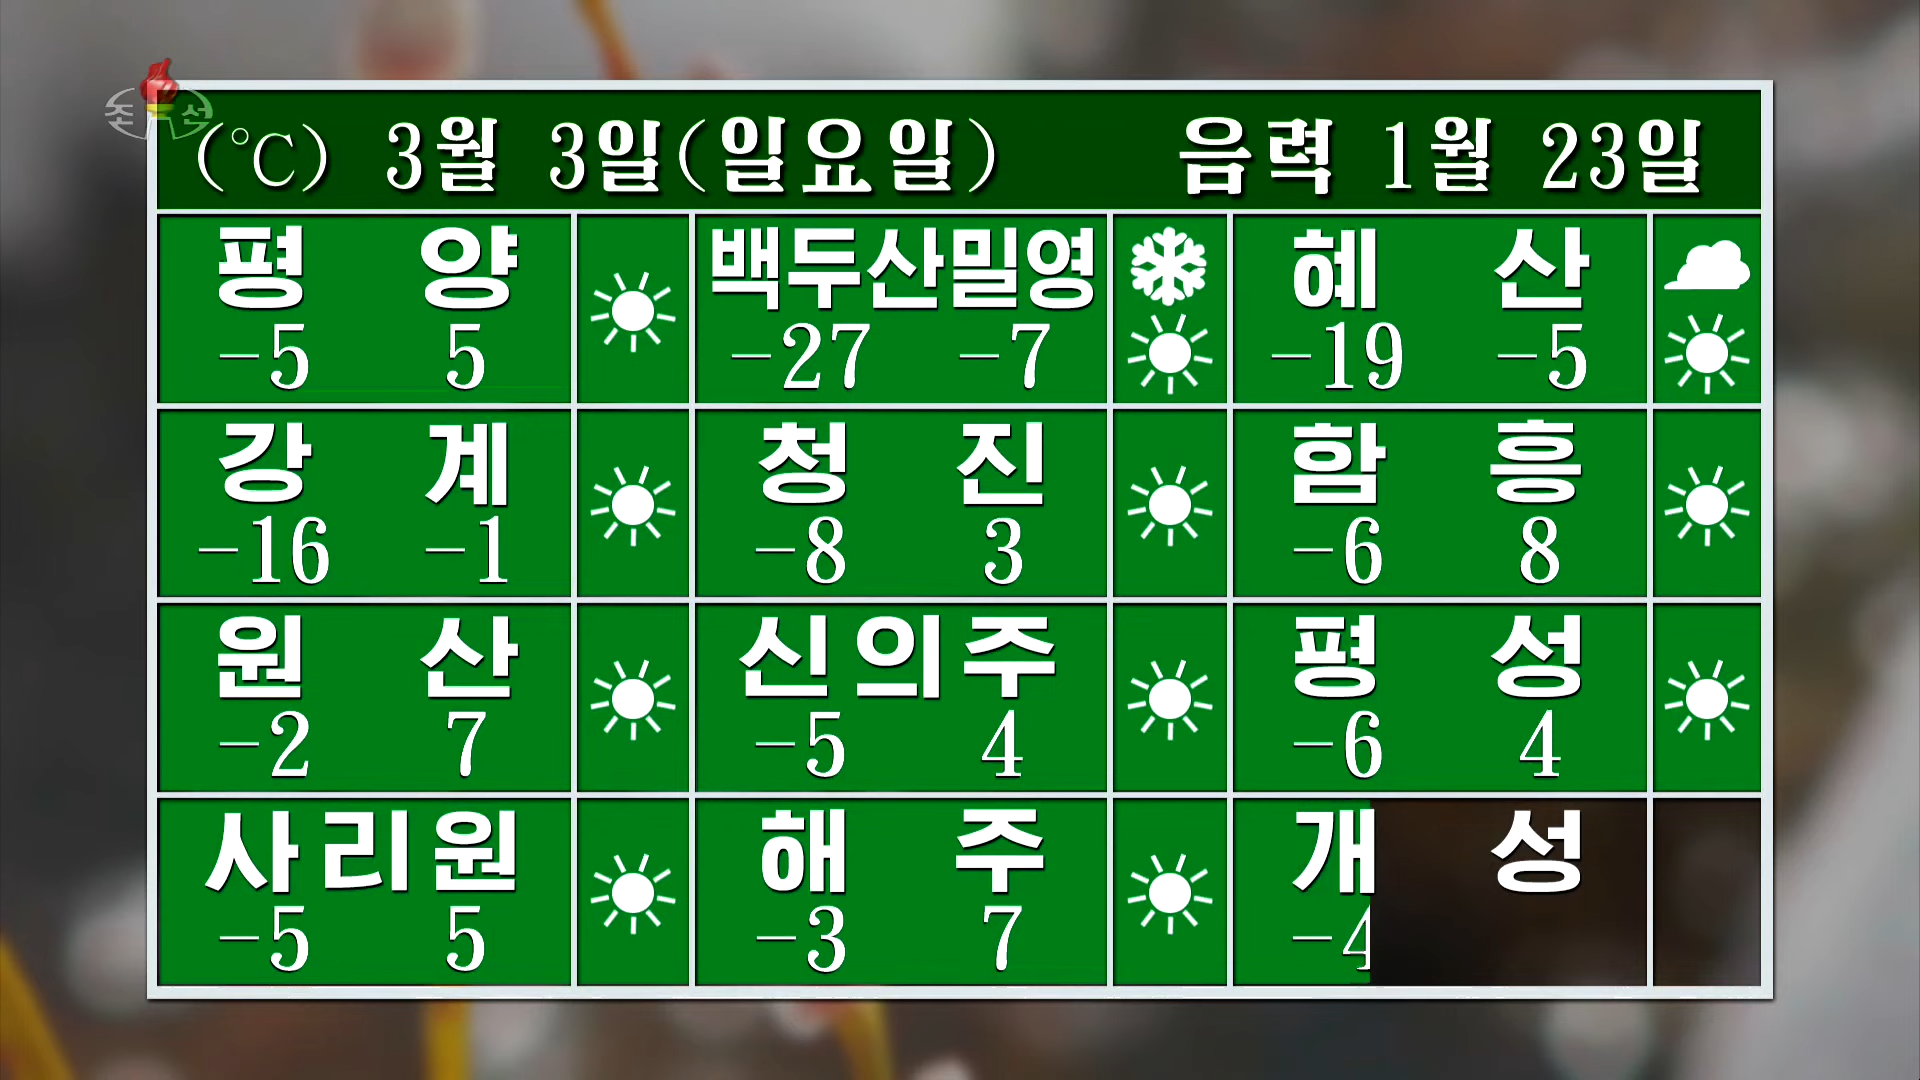 조선
(℃) 3월 3일(일요일) 음력 1월 23일
평양 백두산밀영 혜산
-5 5 -27 -7 -19 -5
강계 청진 함흥
-16 -1 -8 3 -6 8
원산 신의주 평성
-2 7 -5 4 -6 4
사리원 해주 개성
-5 5 -3 7 -4